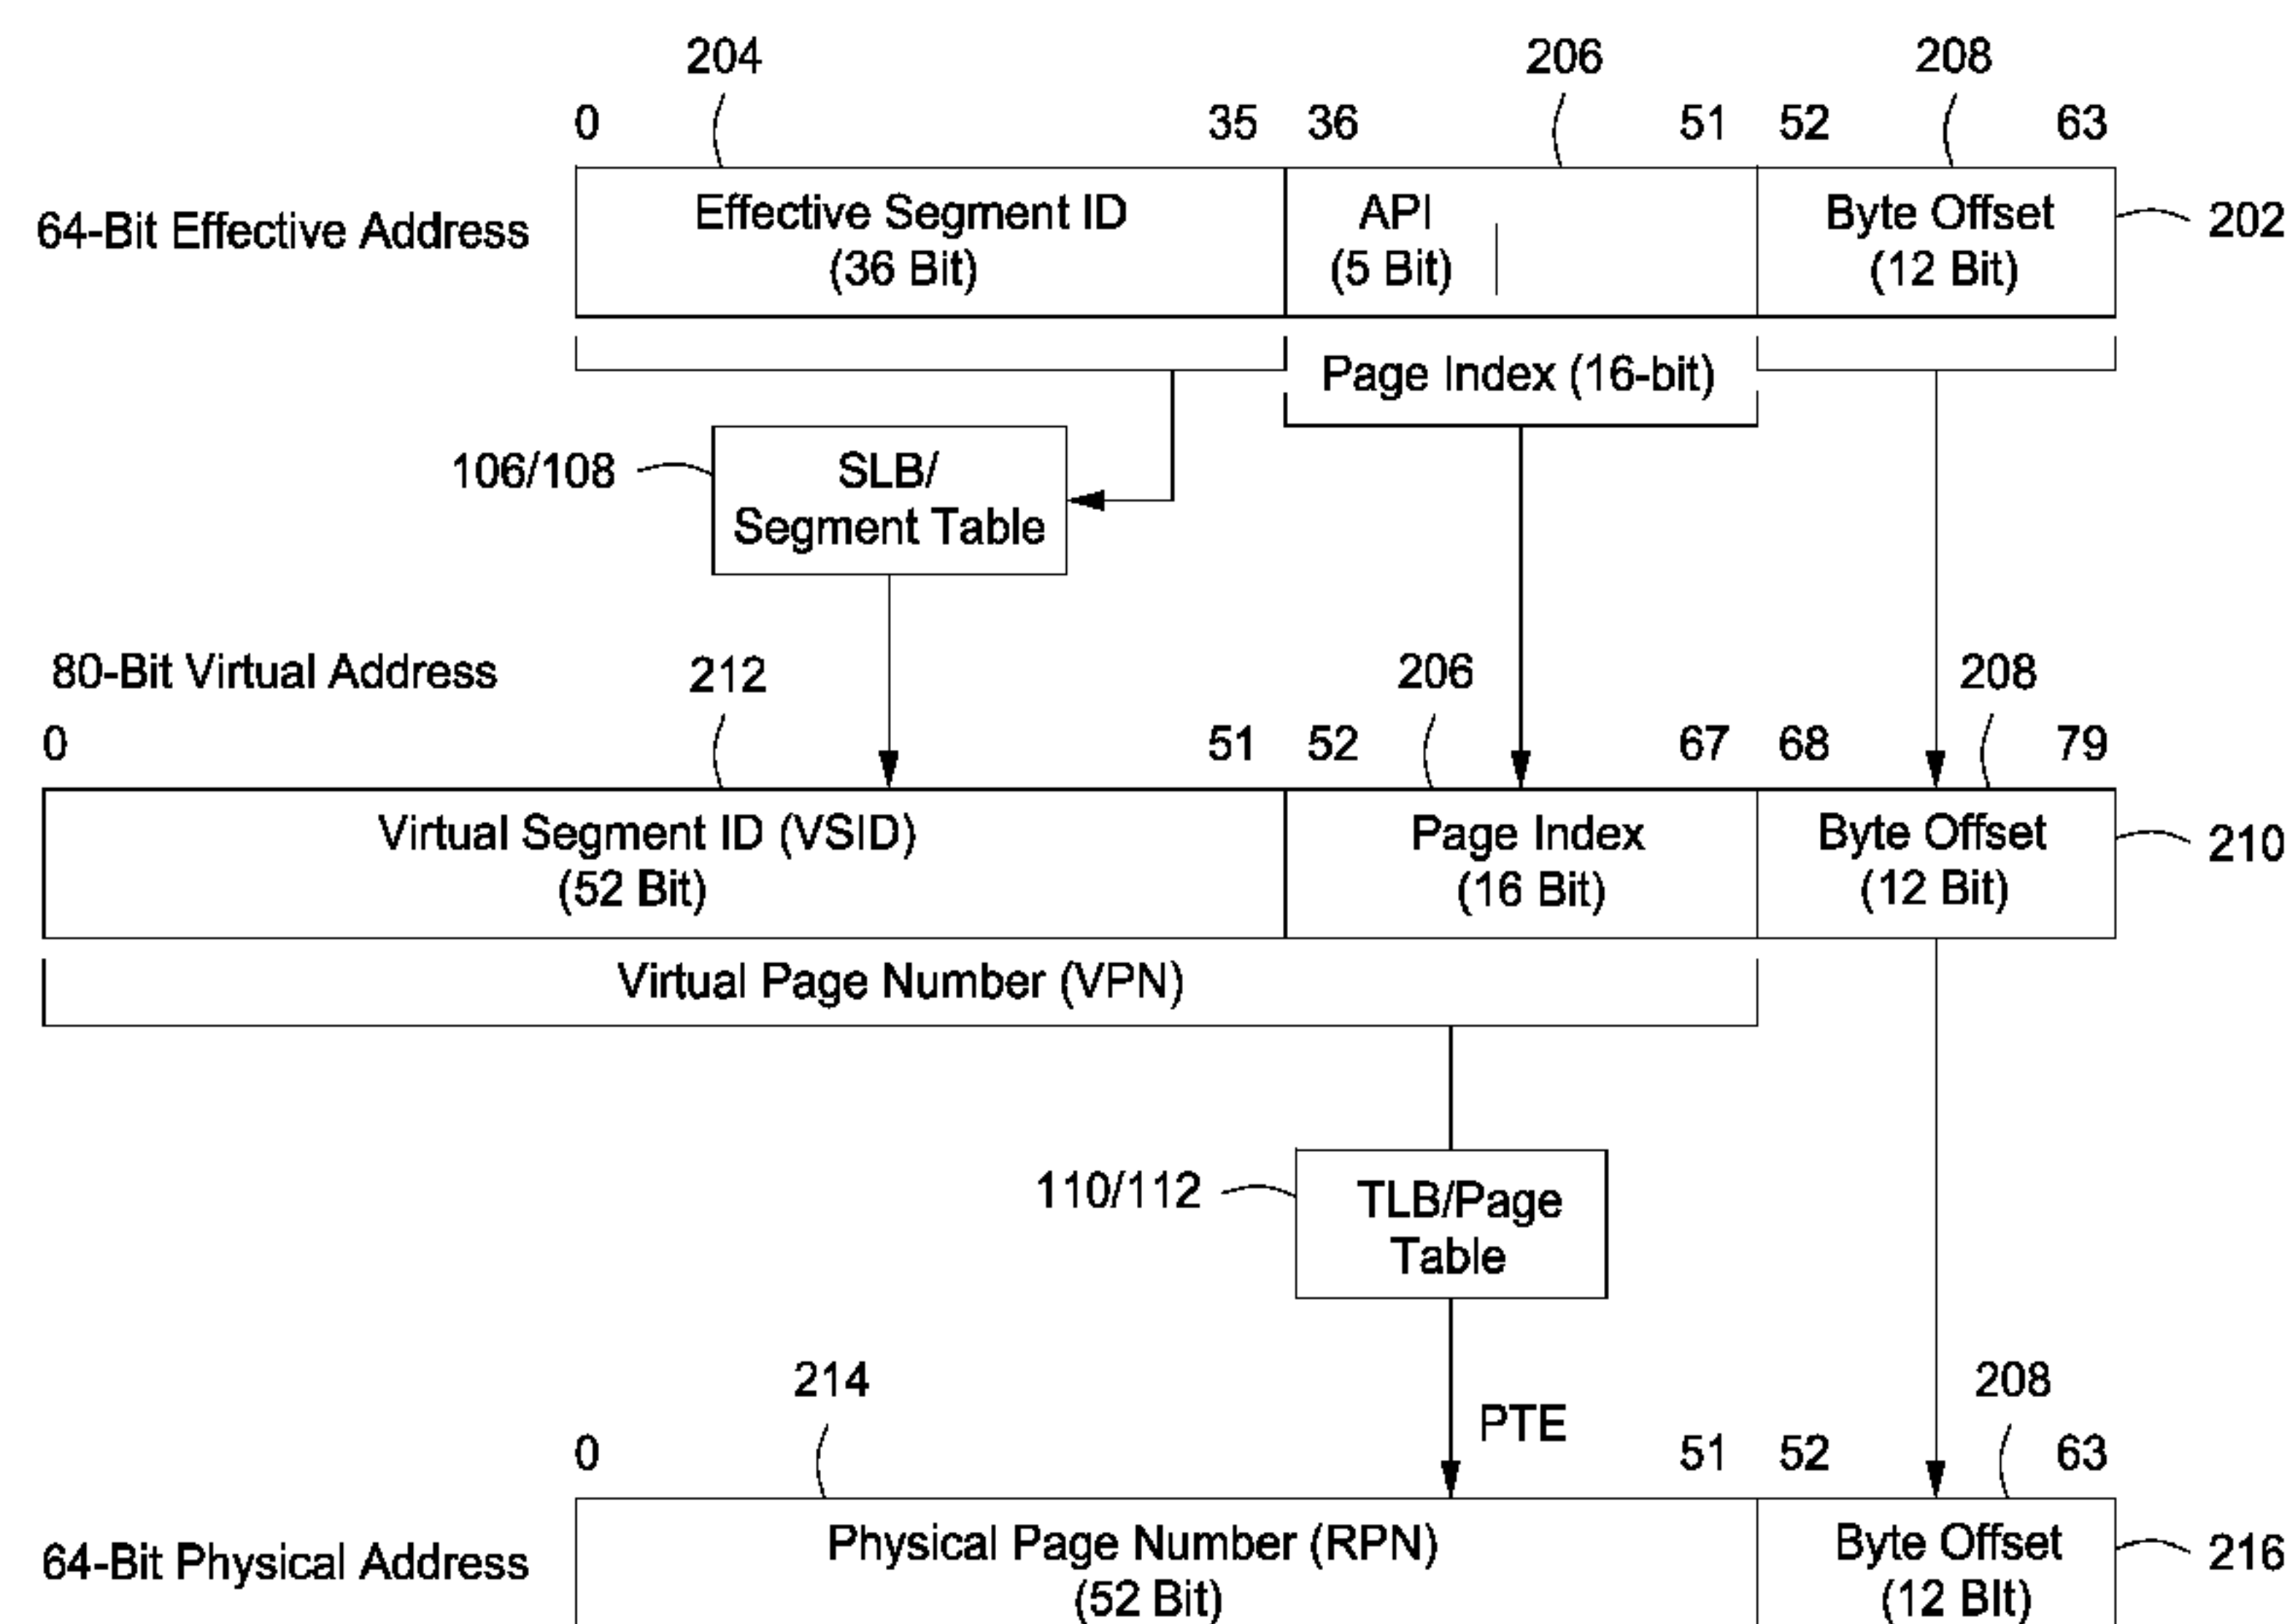 204 206 208
0 35 36 51 52 63
64-Bit Effective Address
Effective Segment ID
(36 Bit)
API
(5 Bit)
Byte Offset
(12 Bit)
202
Page Index (16-bit)
106/108
SLB/
Segment Table
80-Bit Virtual Address
212 206 208
0 51 52 67 68 79
Virtual Segment ID (VSID)
(52 Bit)
Page Index
(16 Bit)
Byte Offset
(12 Bit)
210
Virtual Page Number (VPN)
110/112
TLB/Page
Table
214 208
PTE
0 51 52 63
64-Bit Physical Address
Physical Page Number (RPN)
(52 Bit)
Byte Offset
(12 BIt)
216